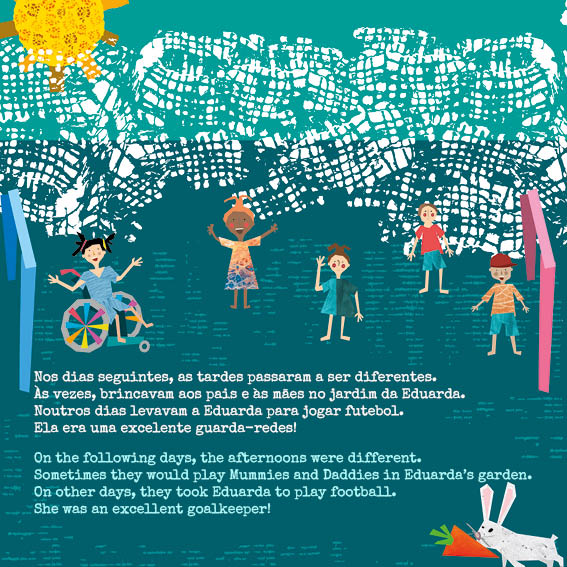 Nos dias seguintes, as tardes passaram a ser diferentes.
Às vezes, brincavam aos pais e às mães no jardim da Eduarda.
Noutros dias levavam a Eduarda para jogar futebol.
Ela era uma excelente guarda-redes!
On the following days, the afternoons were different.
Sometimes they would play Mummies and Daddies in Eduarda's garden.
On other days, they took Eduarda to play football.
She was an excellent goalkeeper!